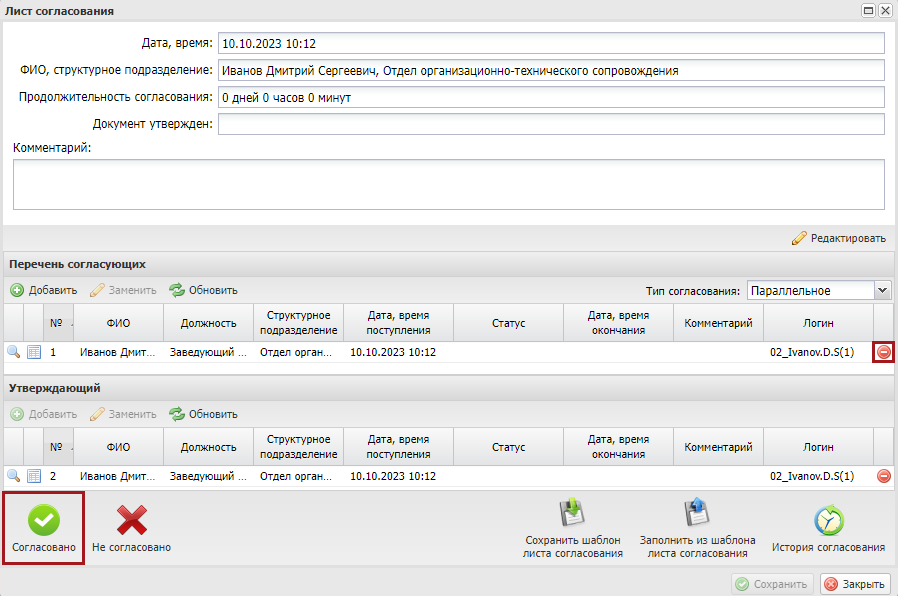 Лист согласования
Дата, время: 10.10.2023 10:12
ФИО, структурное подразделение: Иванов Дмитрий Сергеевич, Отдел организационно-технического сопровождения
Продолжительность согласования: 0 дней 0 часов 0 минут
Документ утвержден:
Комментарий:
Редактировать
Перечень согласующих
Добавить Заменить Обновить Тип согласования: Параллельное
№ ФИО Должность Структурное подразделение Дата, время поступления Статус Дата, время окончания Комментарий Логин
1 Иванов Дмит... Заведующий ... Отдел орган... 10.10.2023 10:12 02_Ivanov.D.S(1)
Утверждающий
Добавить Заменить Обновить
№ ФИО Должность Структурное подразделение Дата, время поступления Статус Дата, время окончания Комментарий Логин
2 Иванов Дмит... Заведующий ... Отдел орган... 10.10.2023 10:12 02_Ivanov.D.S(1)
Согласовано Не согласовано Сохранить шаблон листа согласования Заполнить из шаблона листа согласования История согласования
Сохранить Закрыть